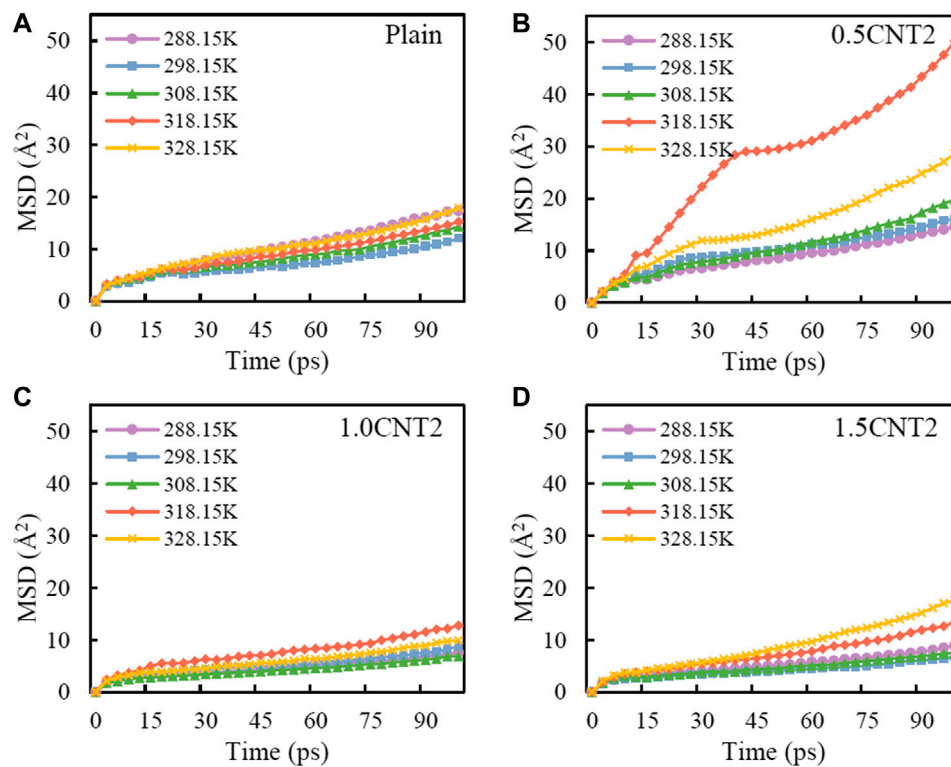 A
Plain
50
40
30
20
10
0
MSD (Å²)
288.15K
298.15K
308.15K
318.15K
328.15K
0 15 30 45 60 75 90
Time (ps)
B
0.5CNT2
50
40
30
20
10
0
MSD (Å²)
288.15K
298.15K
308.15K
318.15K
328.15K
0 15 30 45 60 75 90
Time (ps)
C
1.0CNT2
50
40
30
20
10
0
MSD (Å²)
288.15K
298.15K
308.15K
318.15K
328.15K
0 15 30 45 60 75 90
Time (ps)
D
1.5CNT2
50
40
30
20
10
0
MSD (Å²)
288.15K
298.15K
308.15K
318.15K
328.15K
0 15 30 45 60 75 90
Time (ps)